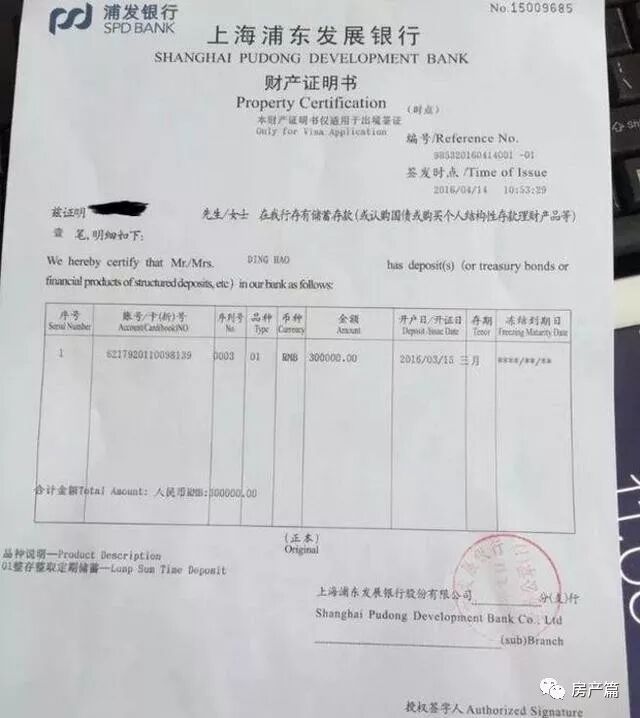 浦发银行
SPD BANK
No.15009685
上海浦东发展银行
SHANGHAI PUDONG DEVELOPMENT BANK
财产证明书
Property Certification
(时点)
本财产证明仅适用于出境签证
Only for Visa Application
编号/Reference No.
985320160414001 -01
签发时点 /Time of Issue
2016/04/14 10:53:29
兹证明 先生/女士 在我行存有储蓄存款(或认购国债或购买个人结构性存款理财产品等)
壹 笔,明细如下:
We hereby certify that Mr./Mrs. DING HAO has deposit(s) (or treasury bonds or
financial products of structured deposits, etc) in our bank as follows:
序号 账号/卡(折)号 序列号 品种 币种 金额 开户日/开证日 存期 冻结到期日
Serial Number Account/Card(book)NO No. Type Currency Amount Deposit /Issue Date Tenor Freezing Maturity Date
1 6217920110098139 0003 01 RMB 300000.00 2016/03/15 三月 ****/**/**
合计金额Total Amount: 人民币RMB:300000.00
(正本)
Original
品种说明—Product Description
01整存整取定期储蓄—Lump Sum Time Deposit
上海浦东发展银行股份有限公司 分(支)行
Shanghai Pudong Development Bank Co., Ltd
(sub)Branch
授权签字人 Authorized Signature
房产篇